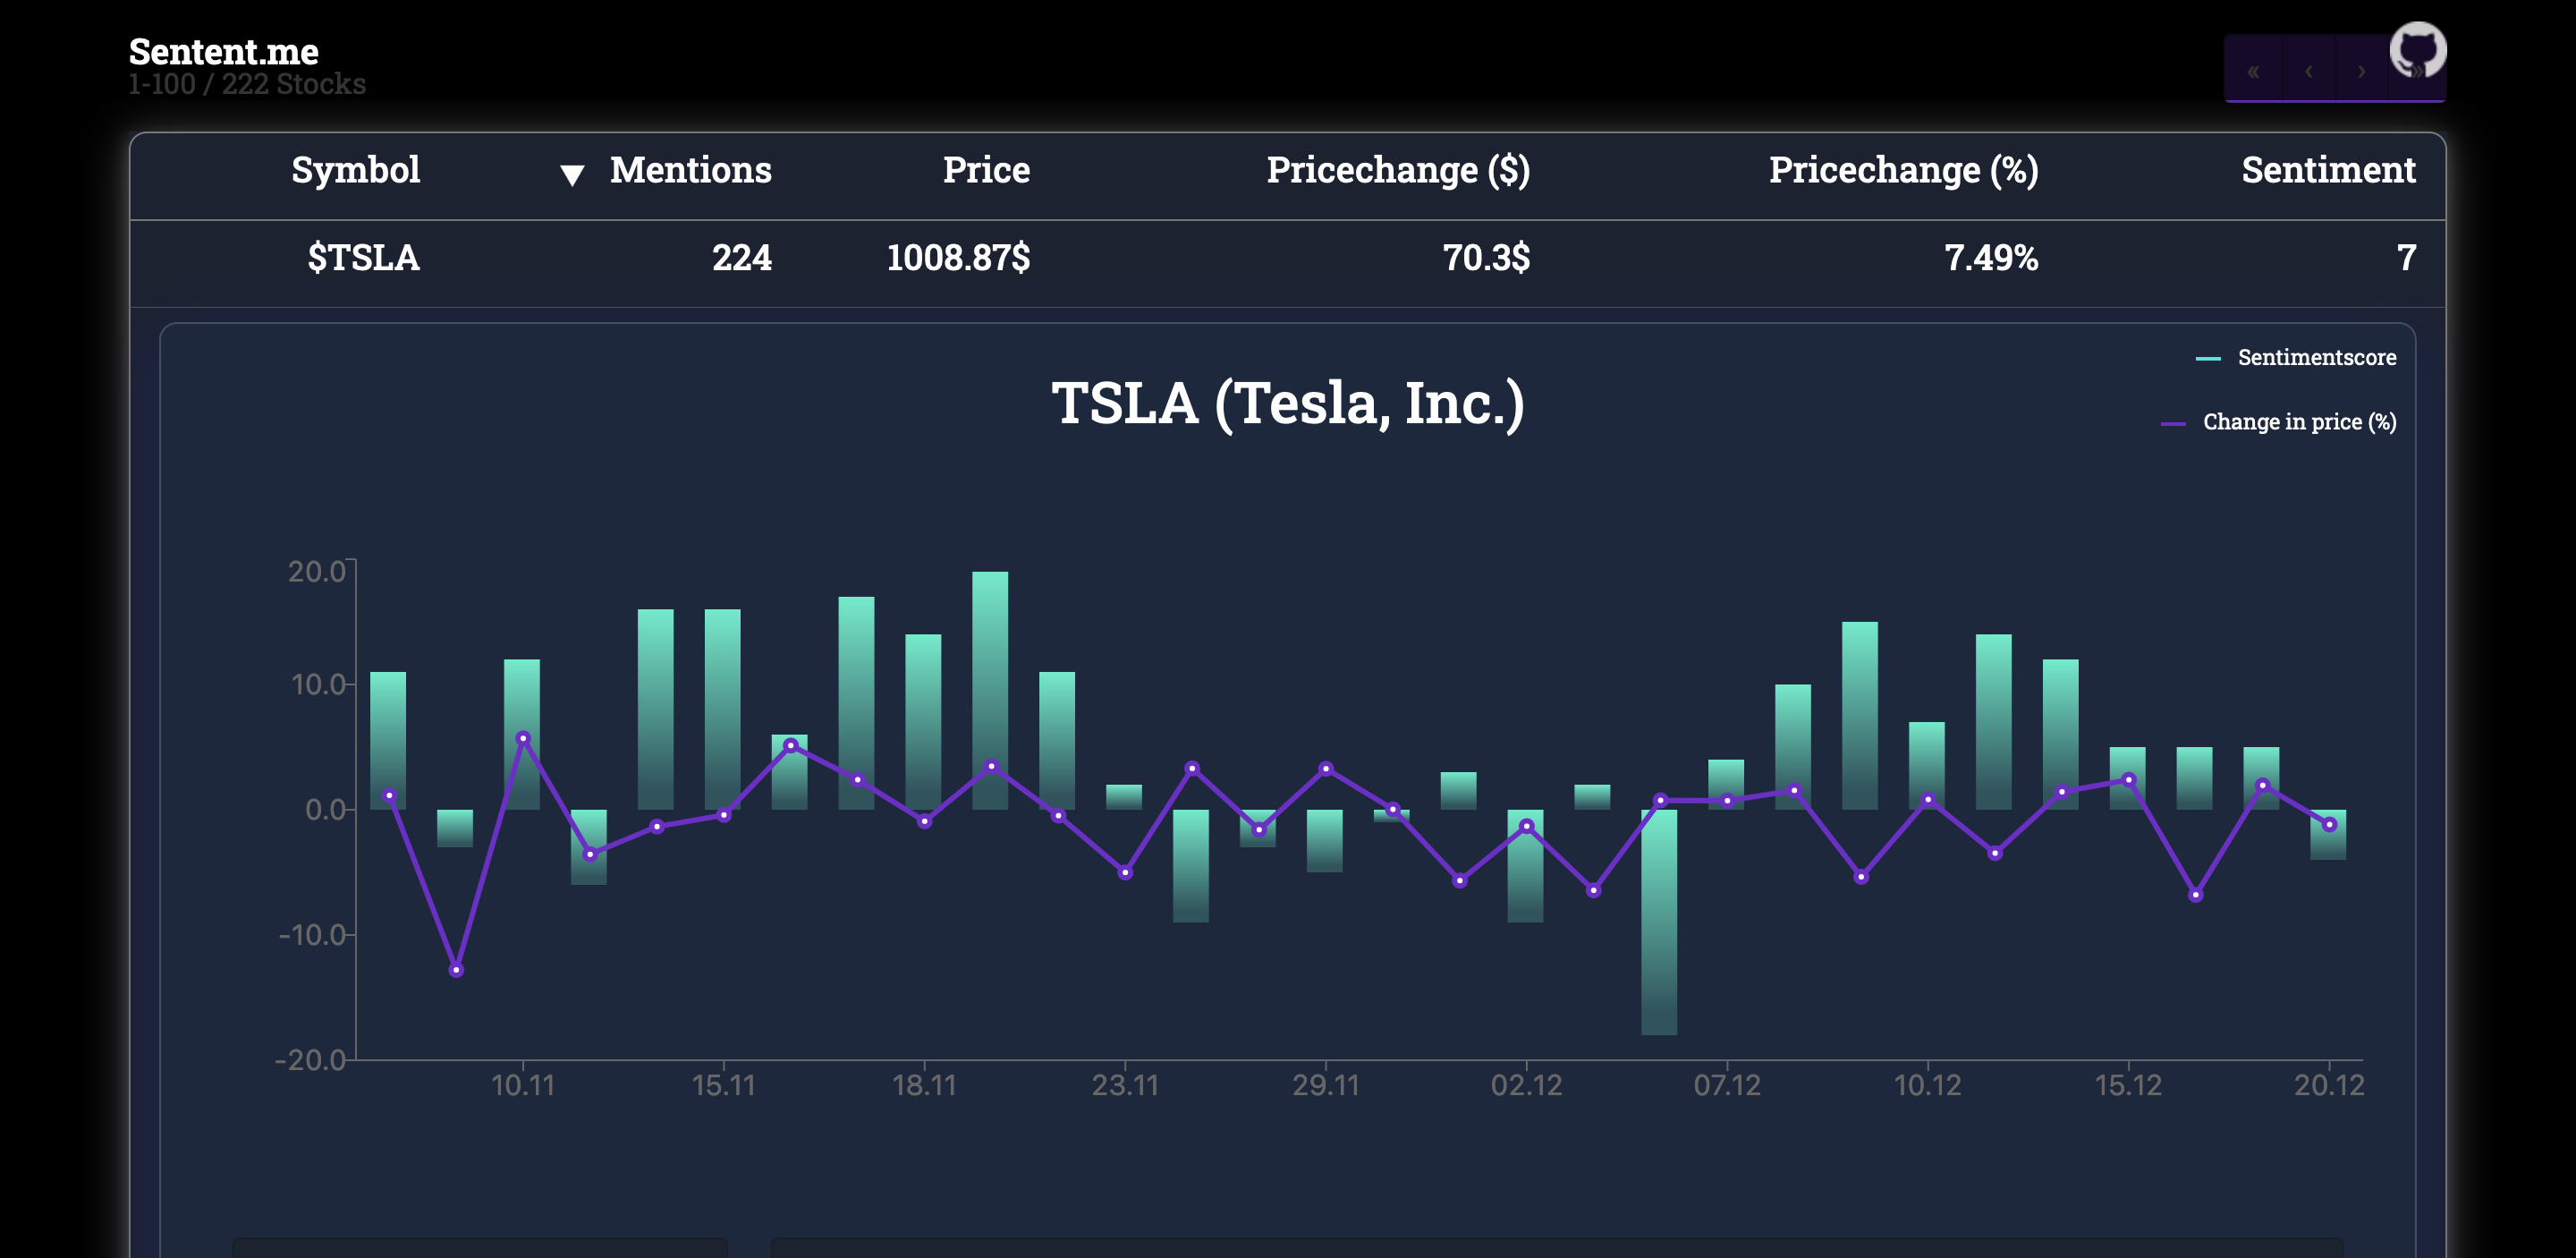 Sentent.me
1-100 / 222 Stocks
« ‹ › »
Symbol ▼ Mentions Price Pricechange ($) Pricechange (%) Sentiment
$TSLA 224 1008.87$ 70.3$ 7.49% 7
Sentimentscore
TSLA (Tesla, Inc.)
Change in price (%)
20.0
10.0
0.0
-10.0
-20.0
10.11 15.11 18.11 23.11 29.11 02.12 07.12 10.12 15.12 20.12